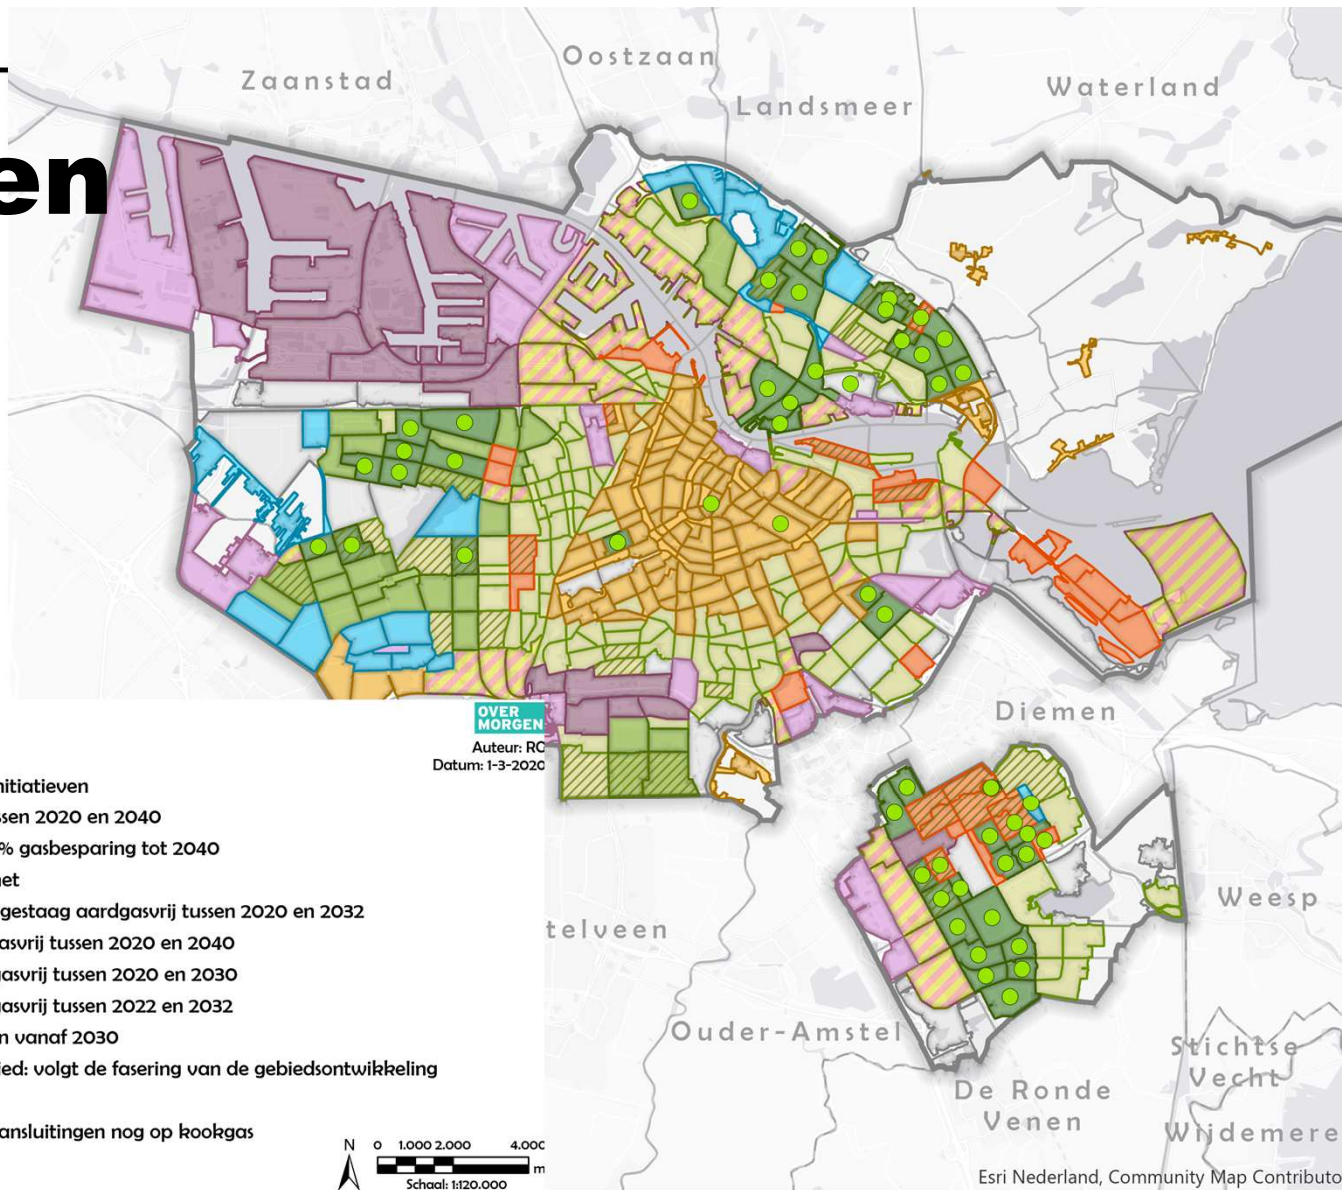 Oostzaan
Zaanstad
Waterland
Landsmeer
en
OVER
MORGEN
Auteur: RC
Datum: 1-3-2020
Diemen
nitiatieven
ssen 2020 en 2040
% gasbesparing tot 2040
net
gestaag aardgasvrij tussen 2020 en 2032
asvrij tussen 2020 en 2040
gasvrij tussen 2020 en 2030
gasvrij tussen 2022 en 2032
n vanaf 2030
ied: volgt de fasering van de gebiedsontwikkeling
ansluitingen nog op kookgas
N 0 1.000 2.000 4.000
m
Schaal: 1:120.000
Weesp
telveen
Ouder-Amstel
Stichtse
Vecht
De Ronde
Venen
Wijdemere
Esri Nederland, Community Map Contributo